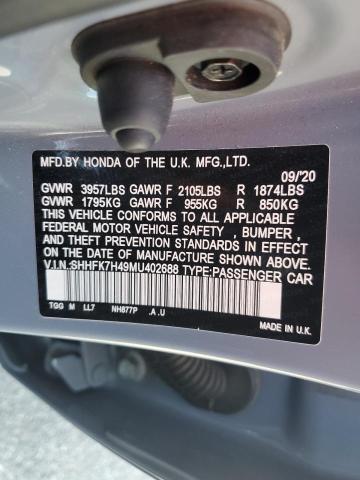 MFD.BY HONDA OF THE U.K. MFG.,LTD.
09/'20
GVWR 3957LBS GAWR F 2105LBS R 1874LBS
GVWR 1795KG GAWR F 955KG R 850KG
THIS VEHICLE CONFORMS TO ALL APPLICABLE
FEDERAL MOTOR VEHICLE SAFETY , BUMPER ,
AND THEFT PREVENTION STANDARDS IN EFFECT
ON THE DATE OF MANUFACTURE SHOWN ABOVE.
V.I.N.:SHHFK7H49MU402688 TYPE:PASSENGER CAR
TGG M LL7 NH877P .A .U
MADE IN U.K.